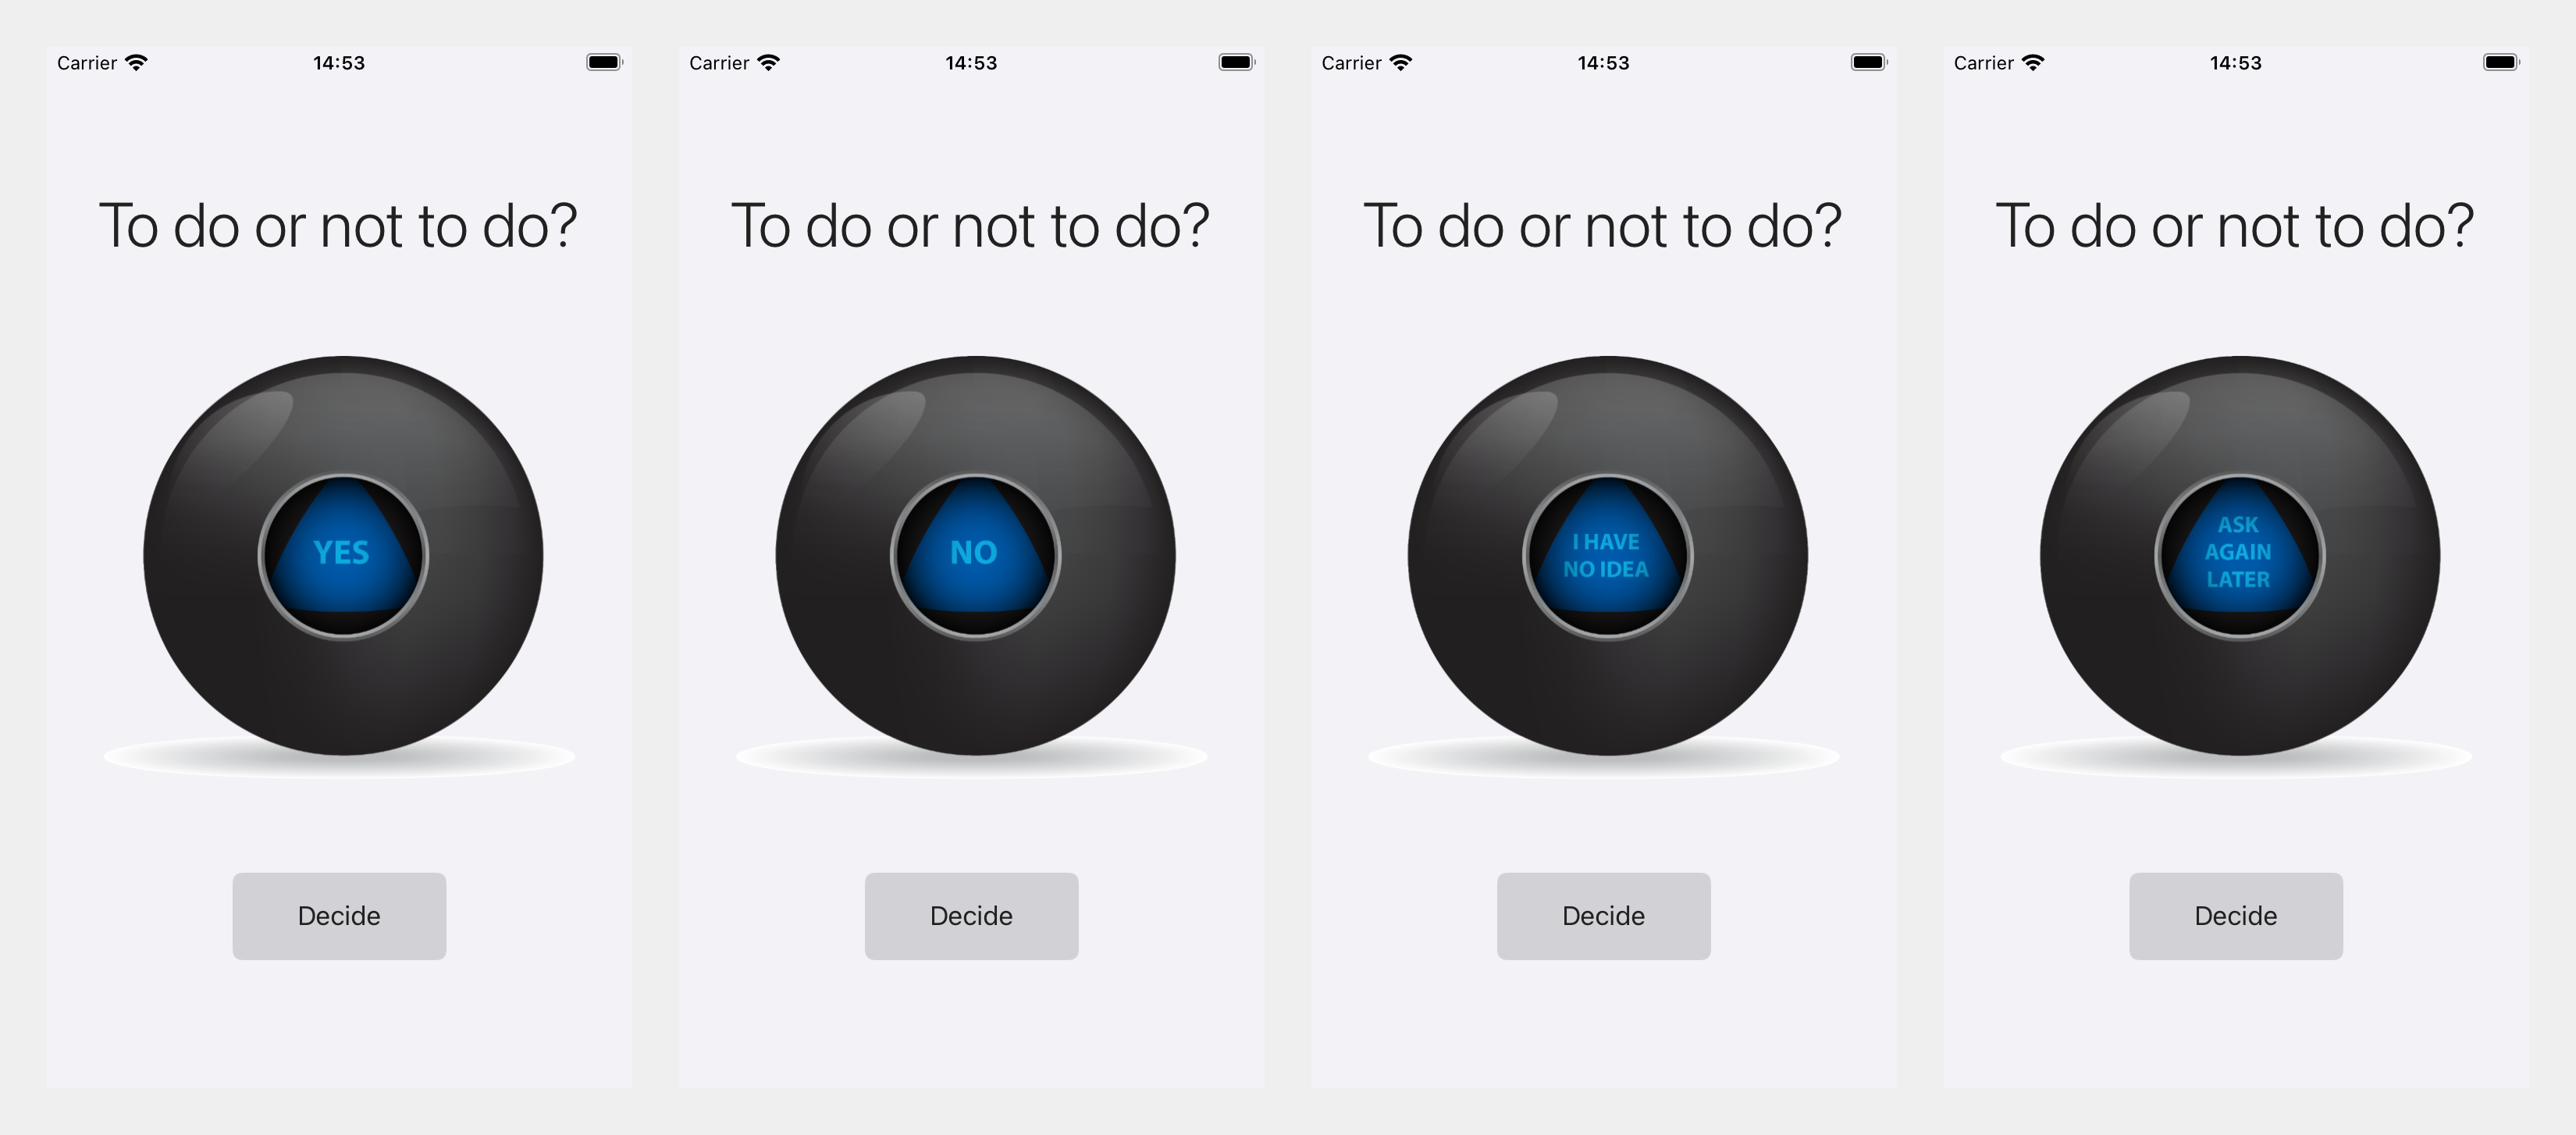 Carrier 14:53
To do or not to do?
YES
Decide
Carrier 14:53
To do or not to do?
NO
Decide
Carrier 14:53
To do or not to do?
I HAVE
NO IDEA
Decide
Carrier 14:53
To do or not to do?
ASK
AGAIN
LATER
Decide